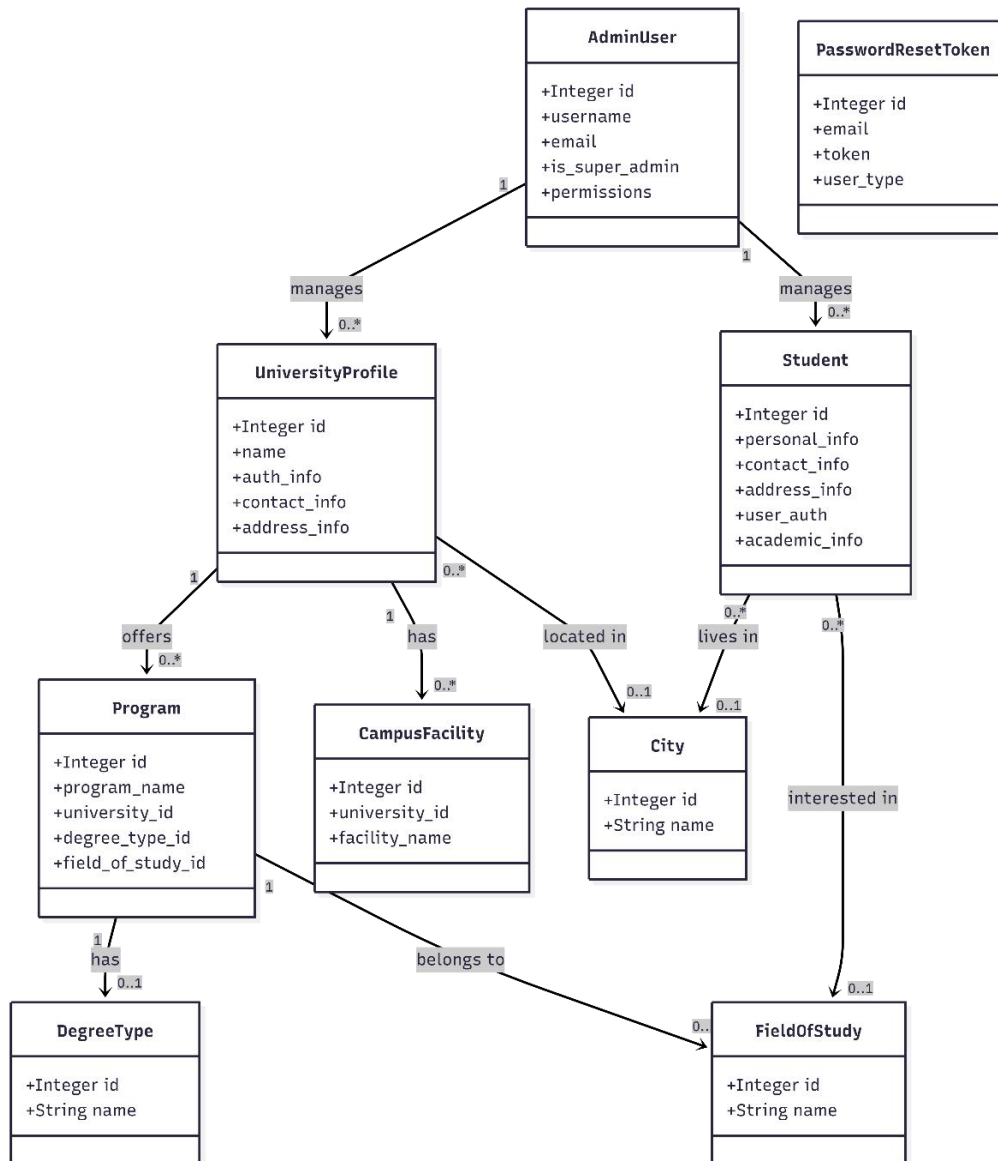 AdminUser
+Integer id
+username
+email
+is_super_admin
+permissions
PasswordResetToken
+Integer id
+email
+token
+user_type
1
1
manages
manages
0..*
0..*
UniversityProfile
+Integer id
+name
+auth_info
+contact_info
+address_info
Student
+Integer id
+personal_info
+contact_info
+address_info
+user_auth
+academic_info
1
1
0..*
0..*
0..*
offers
has
located in
lives in
0..*
0..*
0..1
0..1
Program
+Integer id
+program_name
+university_id
+degree_type_id
+field_of_study_id
CampusFacility
+Integer id
+university_id
+facility_name
City
+Integer id
+String name
interested in
1
1
has
belongs to
0..1
0..
0..1
DegreeType
+Integer id
+String name
FieldOfStudy
+Integer id
+String name